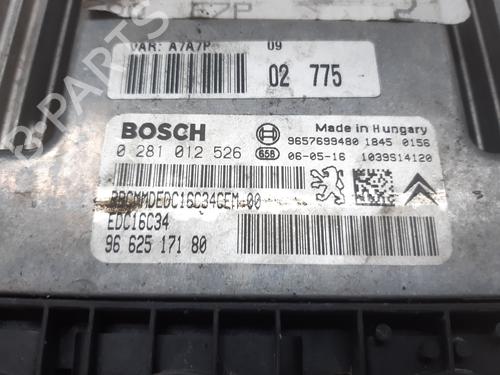 VAR: A7A7P 09
02 775
BOSCH
Made in Hungary
9657699480 1845 0156
0 281 012 526
658
06-05-16 1039S14120
EDC16C34
96 625 171 80